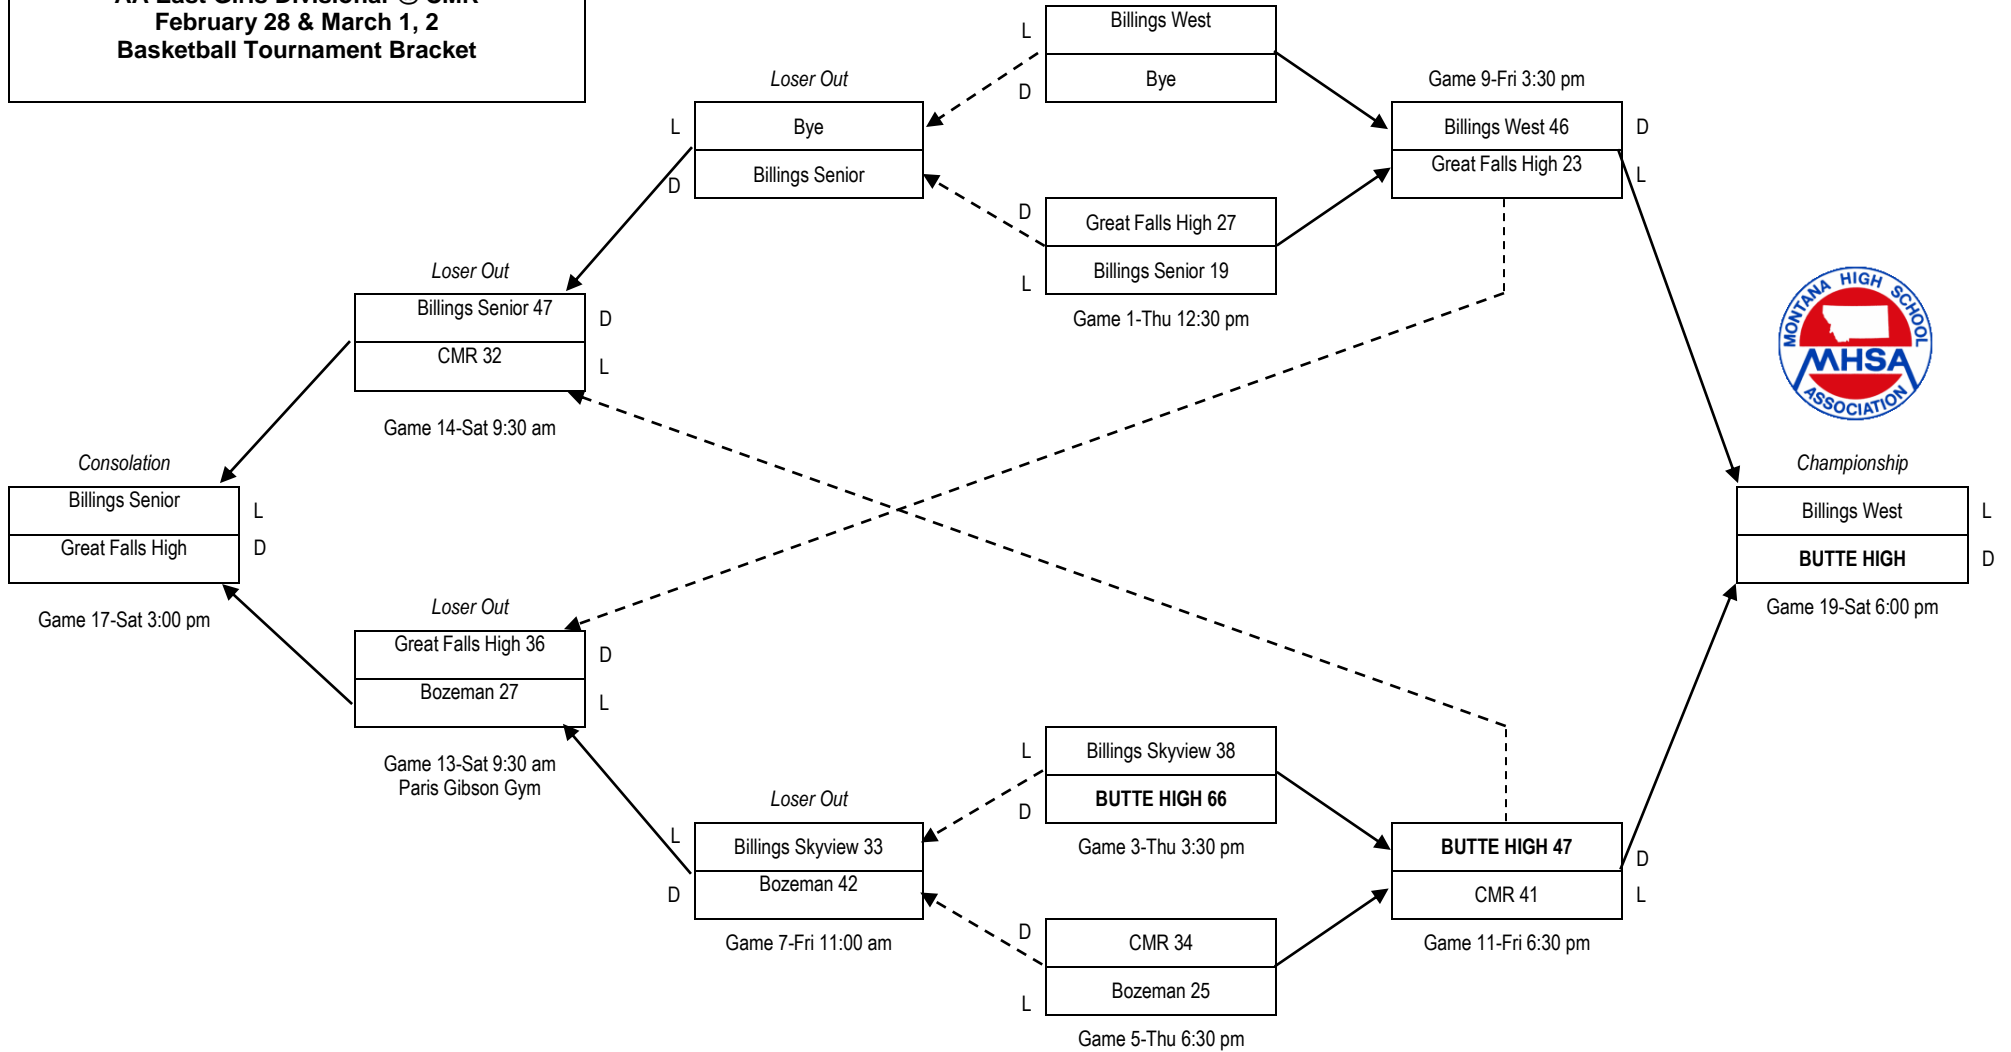 AA East Girls Divisional @ CMR
February 28 & March 1, 2
Basketball Tournament Bracket
L
Billings West
D
Bye
Loser Out
L
Bye
D
Billings Senior
Game 9-Fri 3:30 pm
Billings West 46
D
Great Falls High 23
L
D
Great Falls High 27
L
Billings Senior 19
Game 1-Thu 12:30 pm
Loser Out
Billings Senior 47
D
CMR 32
L
Game 14-Sat 9:30 am
MONTANA HIGH SCHOOL
MHSA
ASSOCIATION
Consolation
Billings Senior
L
Great Falls High
D
Game 17-Sat 3:00 pm
Championship
Billings West
L
BUTTE HIGH
D
Game 19-Sat 6:00 pm
Loser Out
Great Falls High 36
D
Bozeman 27
L
Game 13-Sat 9:30 am
Paris Gibson Gym
L
Billings Skyview 38
D
BUTTE HIGH 66
Game 3-Thu 3:30 pm
Loser Out
L
Billings Skyview 33
D
Bozeman 42
Game 7-Fri 11:00 am
BUTTE HIGH 47
D
CMR 41
L
Game 11-Fri 6:30 pm
D
CMR 34
L
Bozeman 25
Game 5-Thu 6:30 pm